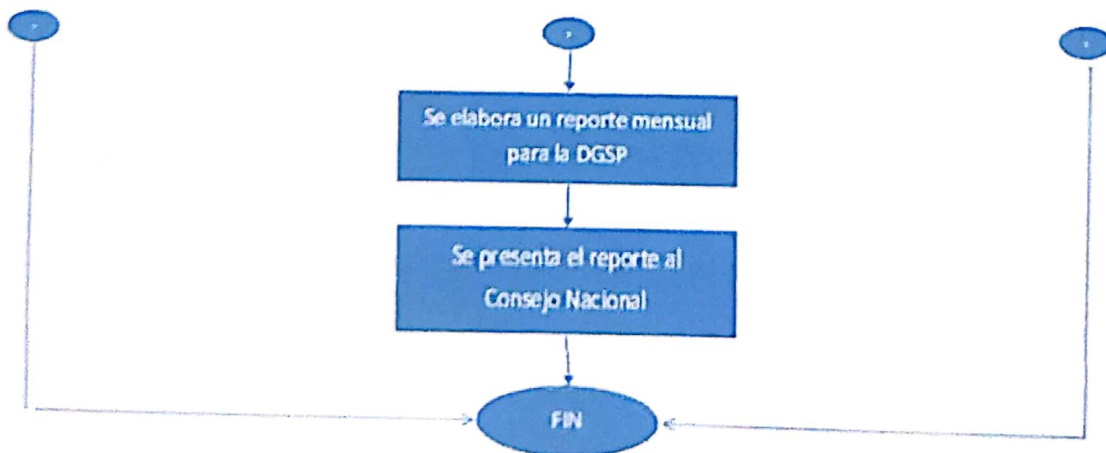 Se elabora un reporte mensual
para la DGSP
Se presenta el reporte al
Consejo Nacional
FIN